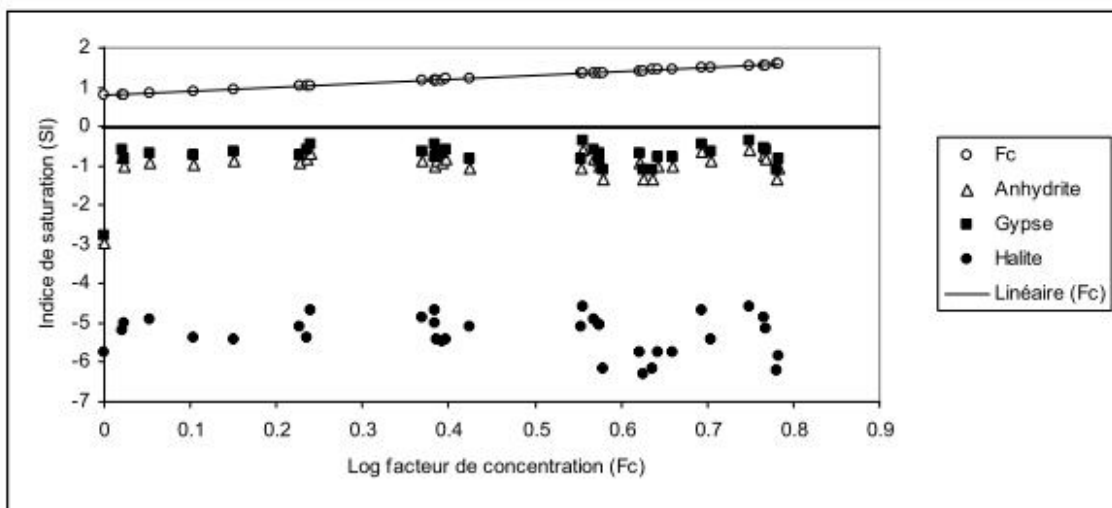 2
1
0
-1
-2
-3
-4
-5
-6
-7
Indice de saturation (SI)
0 0.1 0.2 0.3 0.4 0.5 0.6 0.7 0.8 0.9
Log facteur de concentration (Fc)
Fc
Anhydrite
Gypse
Halite
Linéaire (Fc)